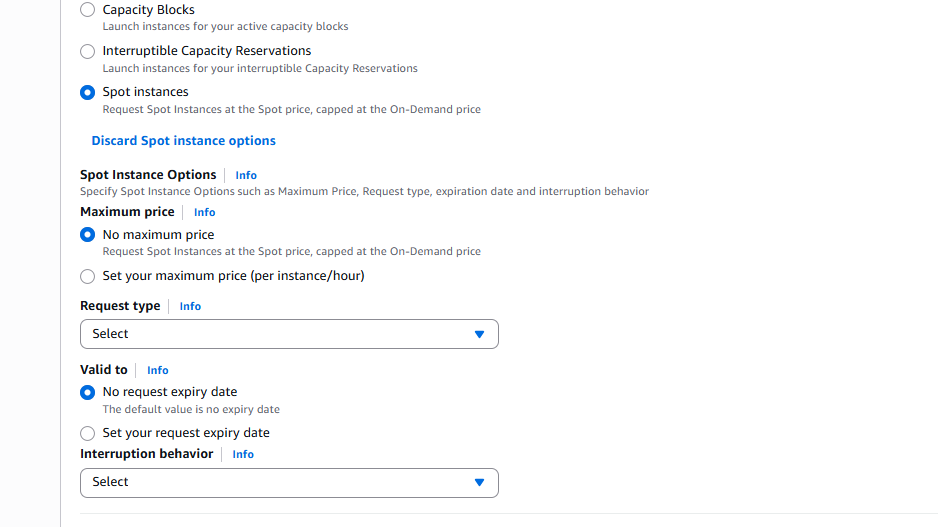 Capacity Blocks
Launch instances for your active capacity blocks
Interruptible Capacity Reservations
Launch instances for your interruptible Capacity Reservations
Spot instances
Request Spot Instances at the Spot price, capped at the On-Demand price
Discard Spot instance options
Spot Instance Options Info
Specify Spot Instance Options such as Maximum Price, Request type, expiration date and interruption behavior
Maximum price Info
No maximum price
Request Spot Instances at the Spot price, capped at the On-Demand price
Set your maximum price (per instance/hour)
Request type Info
Select
Valid to Info
No request expiry date
The default value is no expiry date
Set your request expiry date
Interruption behavior Info
Select